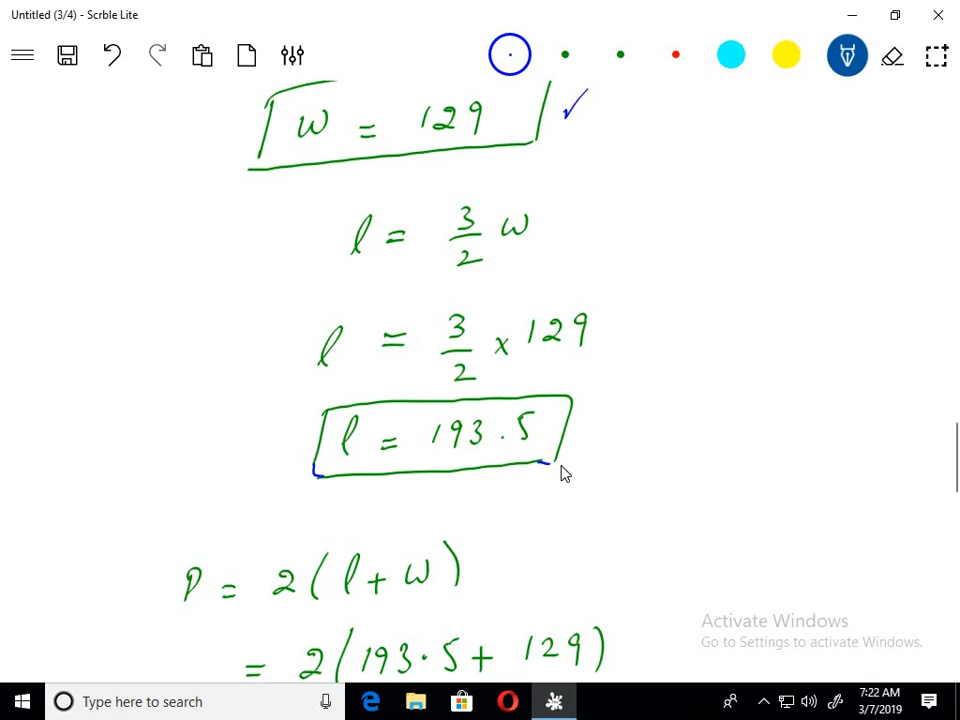 Untitled (3/4) - Scrble Lite
w = 129 ✓
l = 3/2 w
l = 3/2 × 129
l = 193.5
P = 2(l+w)
= 2(193.5+ 129)
Activate Windows
Go to Settings to activate Windows.
Type here to search
7:22 AM
3/7/2019